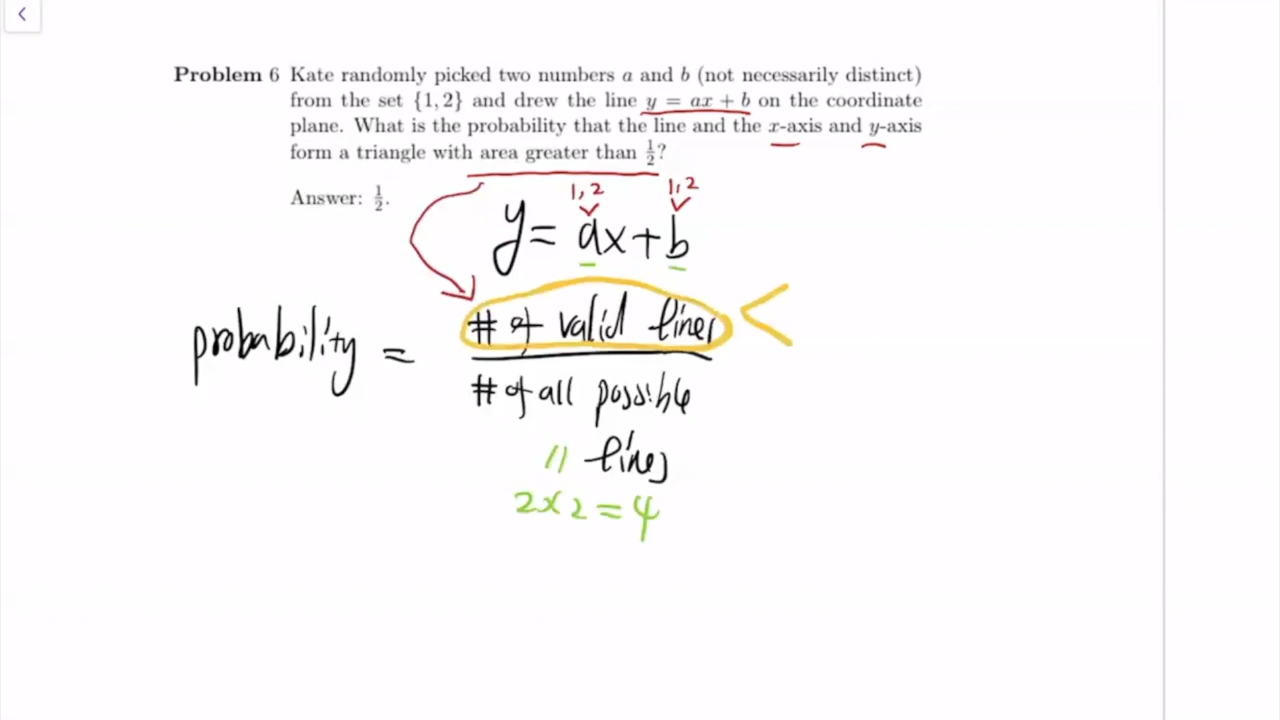 Problem 6 Kate randomly picked two numbers a and b (not necessarily distinct)
from the set {1, 2} and drew the line y = ax + b on the coordinate
plane. What is the probability that the line and the x-axis and y-axis
form a triangle with area greater than 1/2?
Answer: 1/2.
1, 2 1, 2
y = ax + b
probability = # of valid lines
# of all possible
lines
2 x 2 = 4